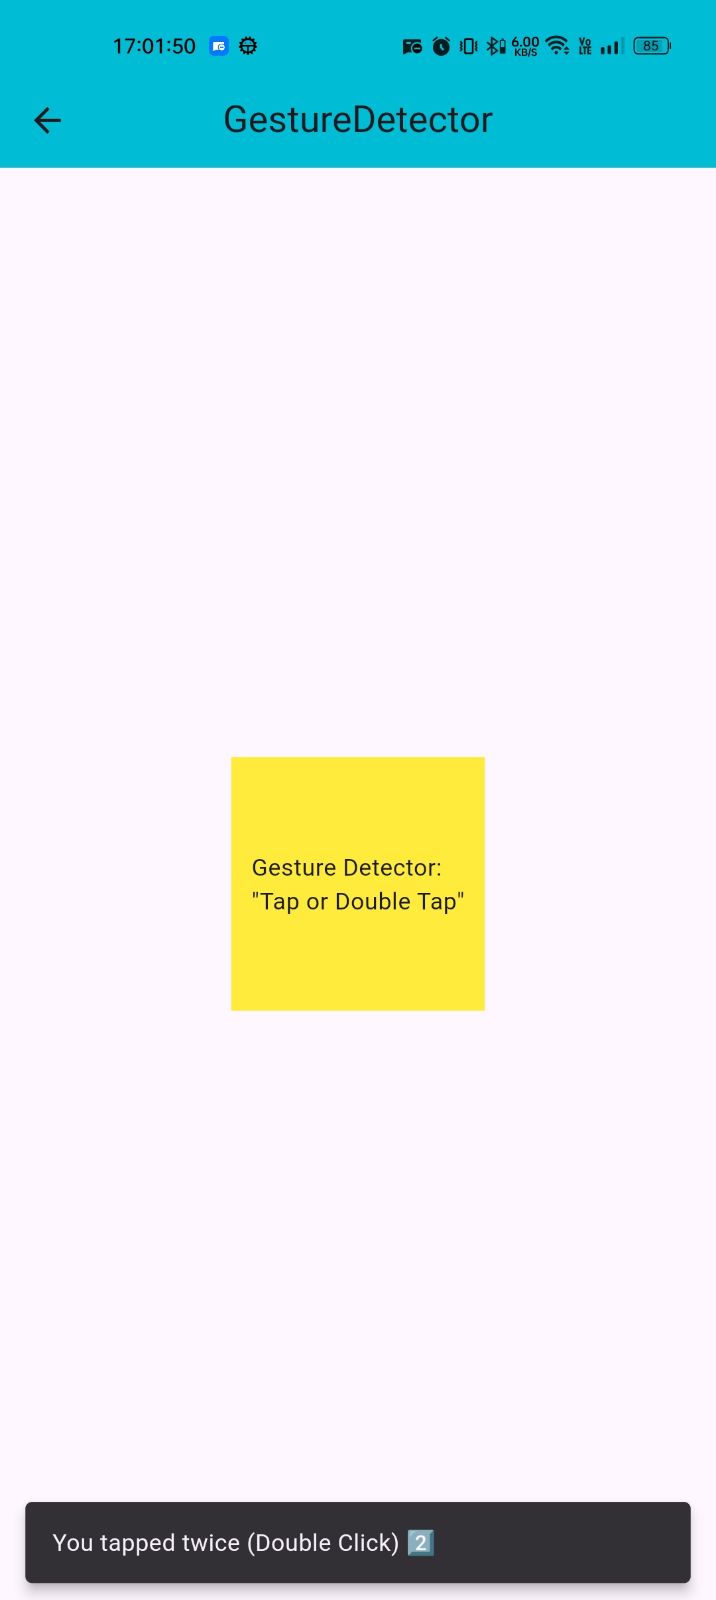 17:01:50
6.00
KB/S
Vo
LTE
85
GestureDetector
Gesture Detector:
"Tap or Double Tap"
You tapped twice (Double Click) 2️⃣